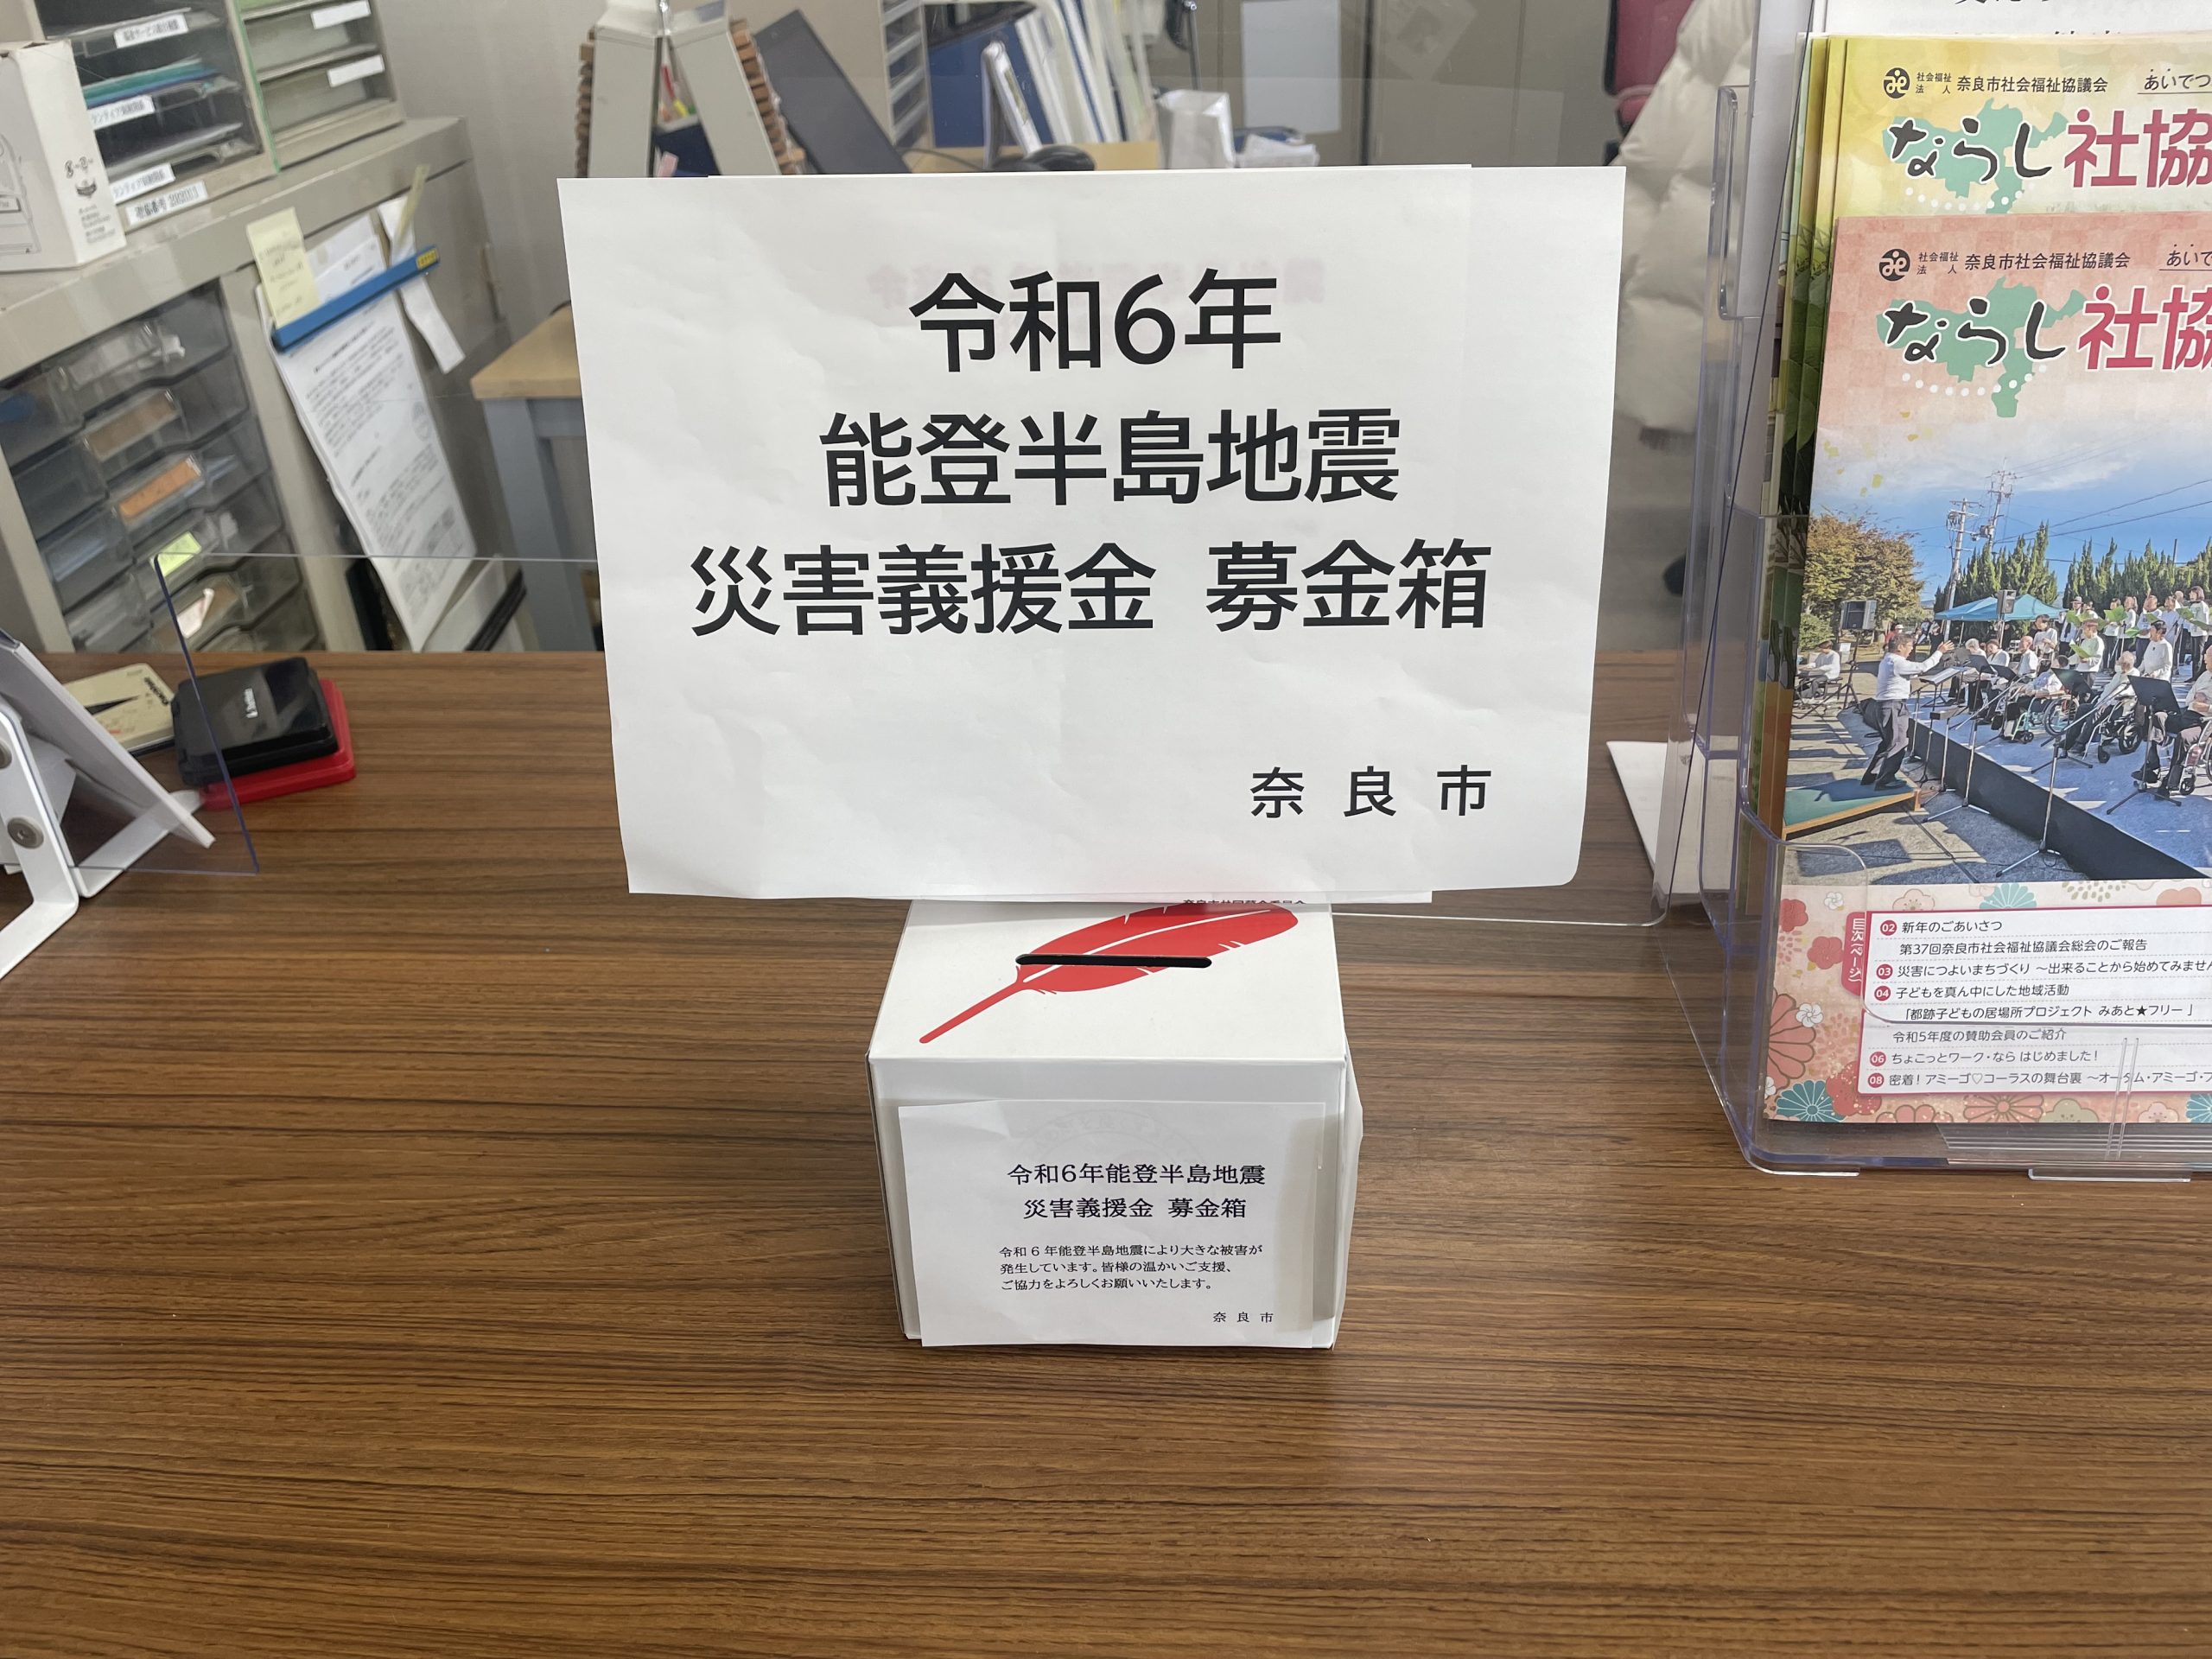 令和6年
能登半島地震
災害義援金 募金箱
奈良市
令和6年能登半島地震
災害義援金 募金箱
令和6年能登半島地震により大きな被害が
発生しています。皆様の温かいご支援、
ご協力をよろしくお願いいたします。
奈良市
社会福祉法人 奈良市社会福祉協議会
ならし社協
社会福祉法人 奈良市社会福祉協議会
ならし社協
02 新年のごあいさつ
第37回奈良市社会福祉協議会総会のご報告
03 災害につよいまちづくり ～出来ることから始めてみません
04 子どもを真ん中にした地域活動
「都跡子どもの居場所プロジェクト みあと★フリー」
令和5年度の賛助会員のご紹介
06 ちょこっとワーク・なら はじめました！
08 密着！アミーゴ♡コーラスの舞台裏 ～オータム・アミーゴ・フ